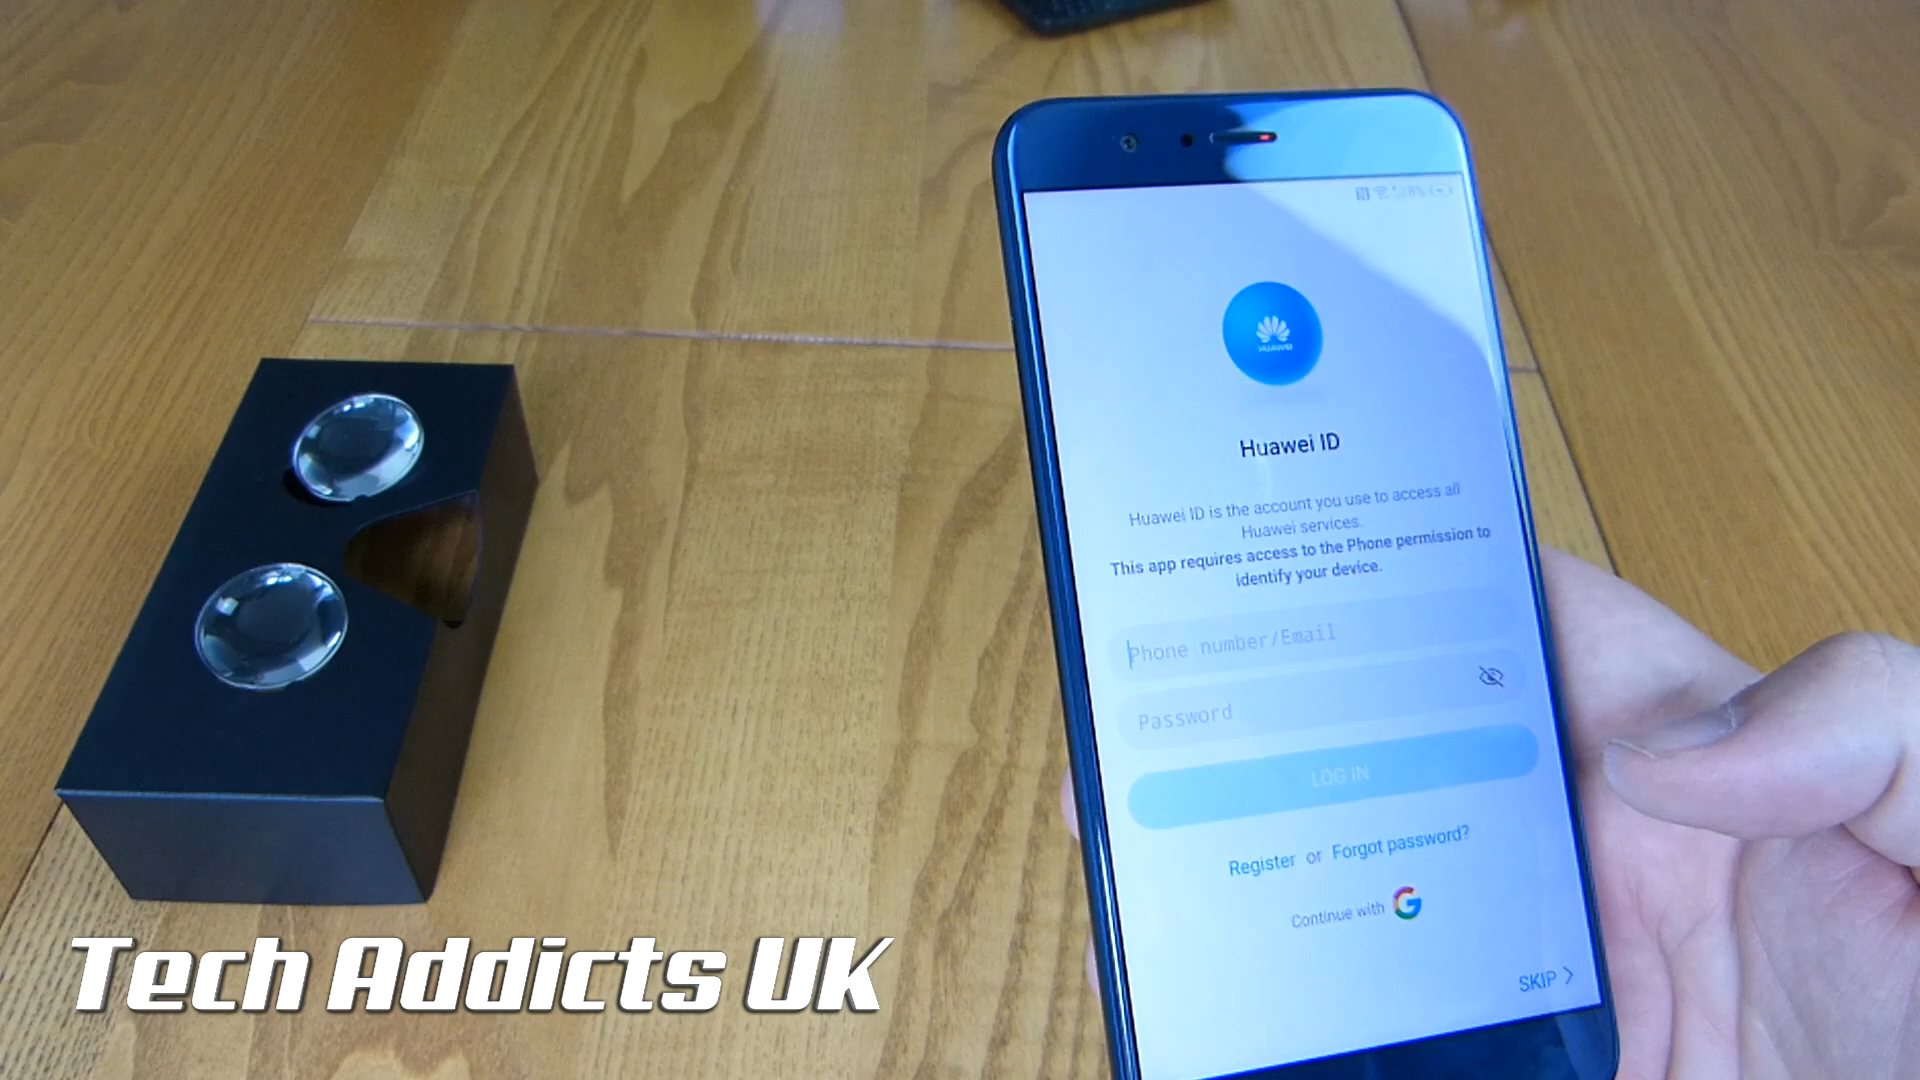 HUAWEI
Huawei ID
Huawei ID is the account you use to access all
Huawei services.
This app requires access to the Phone permission to
identify your device.
Phone number/Email
Password
LOG IN
Register or Forgot password?
Continue with G
SKIP
Tech Addicts UK